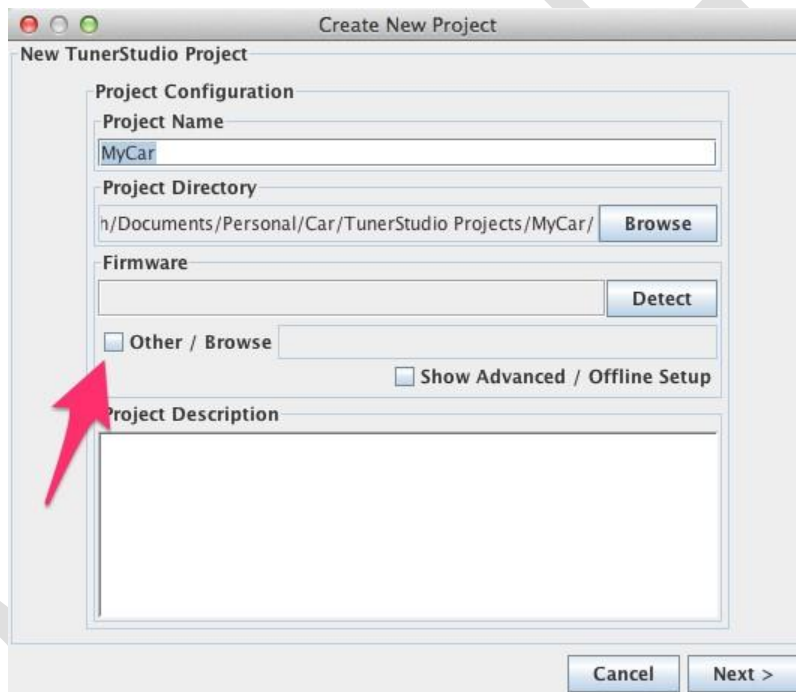 Create New Project
New TunerStudio Project
Project Configuration
Project Name
MyCar
Project Directory
h/Documents/Personal/Car/TunerStudio Projects/MyCar/ Browse
Firmware
Detect
Other / Browse
Show Advanced / Offline Setup
Project Description
Cancel Next >